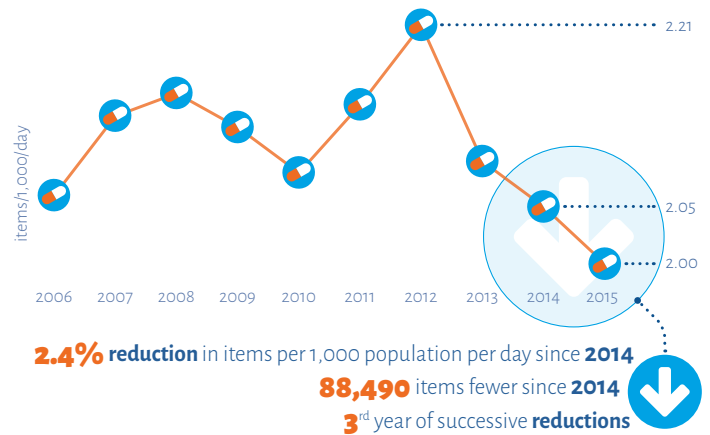 2.21
items/1,000/day
2.05
2.00
2006 2007 2008 2009 2010 2011 2012 2013 2014 2015
2.4% reduction in items per 1,000 population per day since 2014
88,490 items fewer since 2014
3rd year of successive reductions